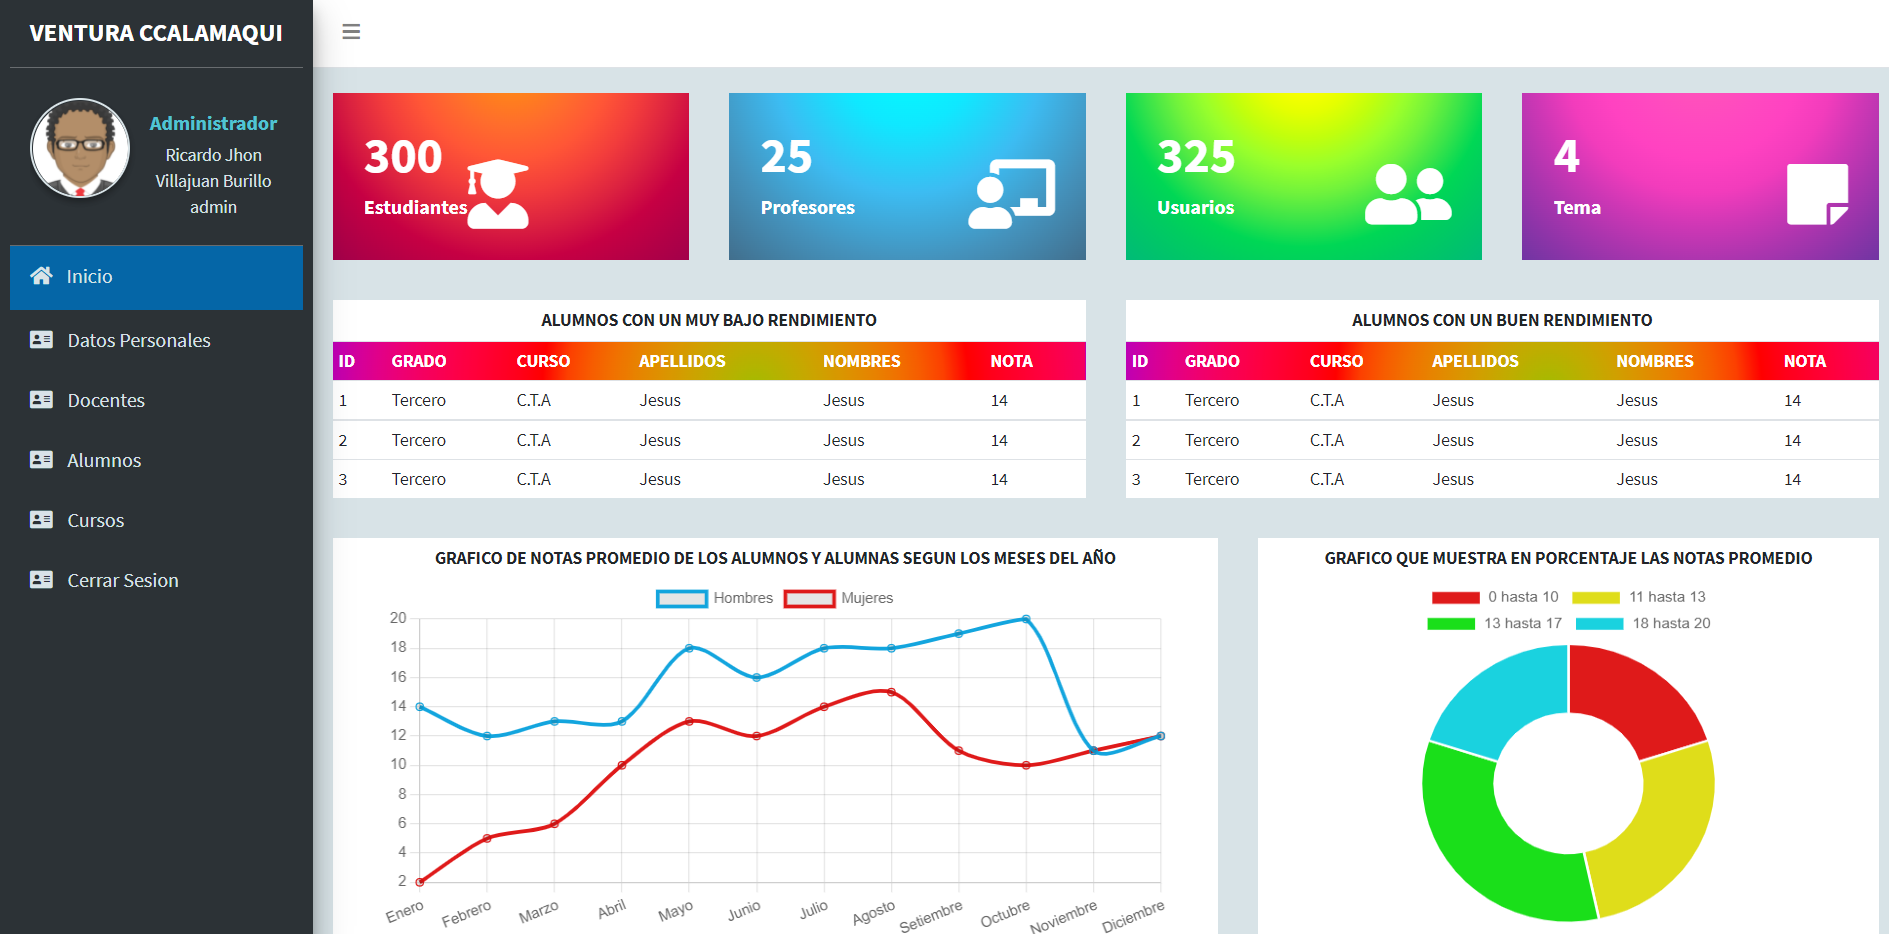 VENTURA CCALAMAQUI
Administrador
Ricardo Jhon
Villajuan Burillo
admin
Inicio
Datos Personales
Docentes
Alumnos
Cursos
Cerrar Sesion
300
Estudiantes
25
Profesores
325
Usuarios
4
Tema
ALUMNOS CON UN MUY BAJO RENDIMIENTO
ID GRADO CURSO APELLIDOS NOMBRES NOTA
1 Tercero C.T.A Jesus Jesus 14
2 Tercero C.T.A Jesus Jesus 14
3 Tercero C.T.A Jesus Jesus 14
ALUMNOS CON UN BUEN RENDIMIENTO
ID GRADO CURSO APELLIDOS NOMBRES NOTA
1 Tercero C.T.A Jesus Jesus 14
2 Tercero C.T.A Jesus Jesus 14
3 Tercero C.T.A Jesus Jesus 14
GRAFICO DE NOTAS PROMEDIO DE LOS ALUMNOS Y ALUMNAS SEGUN LOS MESES DEL AÑO
Hombres Mujeres
20
18
16
14
12
10
8
6
4
2
Enero Febrero Marzo Abril Mayo Junio Julio Agosto Setiembre Octubre Noviembre Diciembre
GRAFICO QUE MUESTRA EN PORCENTAJE LAS NOTAS PROMEDIO
0 hasta 10 11 hasta 13
13 hasta 17 18 hasta 20